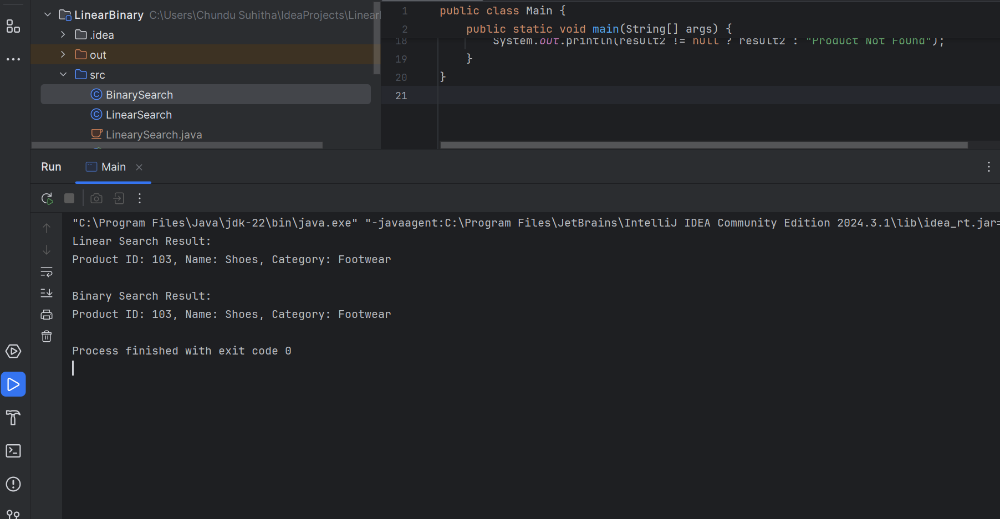 LinearBinary C:\Users\Chundu Suhitha\IdeaProjects\Linear
.idea
out
src
BinarySearch
LinearSearch
LinearySearch.java
1 public class Main {
2 public static void main(String[] args) {
18 System.out.println(result2 != null ? result2 : "Product Not Found");
19 }
20 }
21
Run Main
"C:\Program Files\Java\jdk-22\bin\java.exe" "-javaagent:C:\Program Files\JetBrains\IntelliJ IDEA Community Edition 2024.3.1\lib\idea_rt.jar=
Linear Search Result:
Product ID: 103, Name: Shoes, Category: Footwear
Binary Search Result:
Product ID: 103, Name: Shoes, Category: Footwear
Process finished with exit code 0